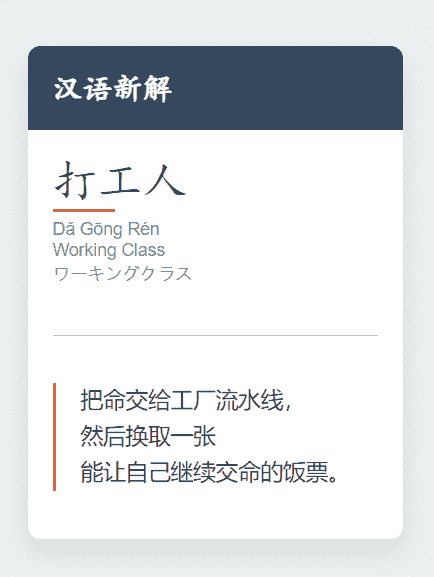 汉语新解
打工人
Dǎ Gōng Rén
Working Class
ワーキングクラス
把命交给工厂流水线，
然后换取一张
能让自己继续交命的饭票。